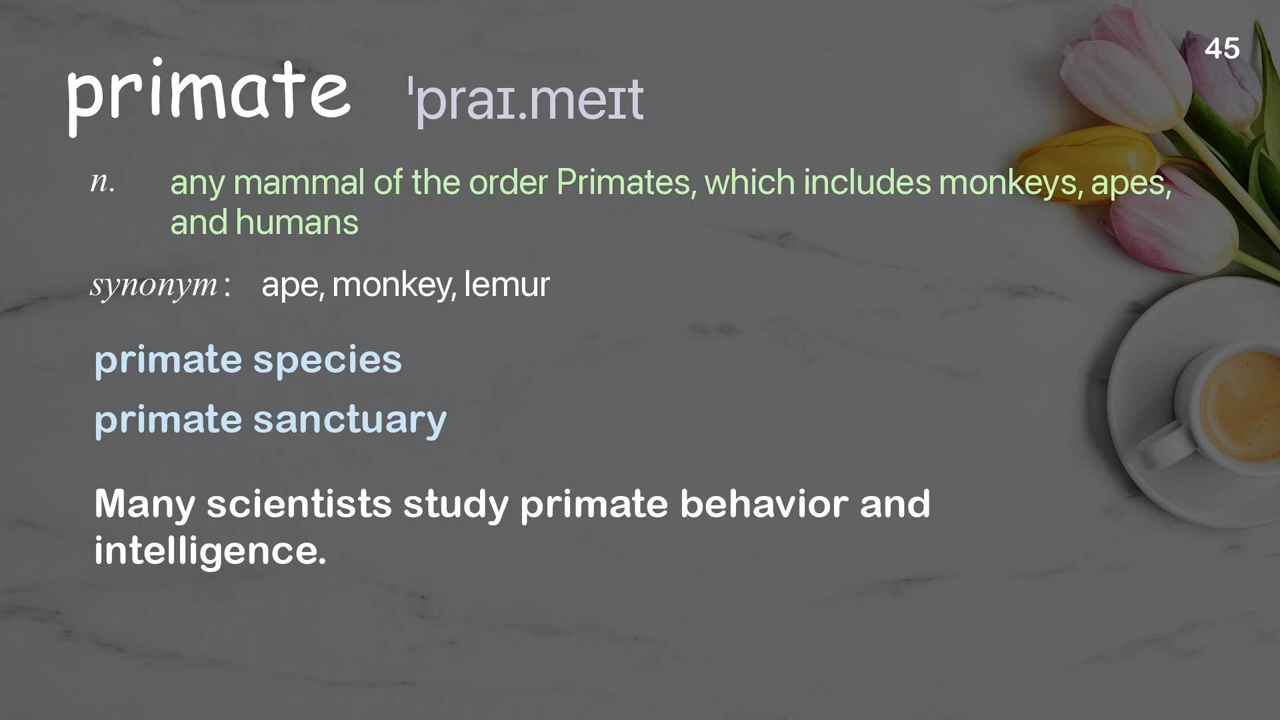 45
primate ˈpraɪ.meɪt
n. any mammal of the order Primates, which includes monkeys, apes,
and humans
synonym : ape, monkey, lemur
primate species
primate sanctuary
Many scientists study primate behavior and
intelligence.